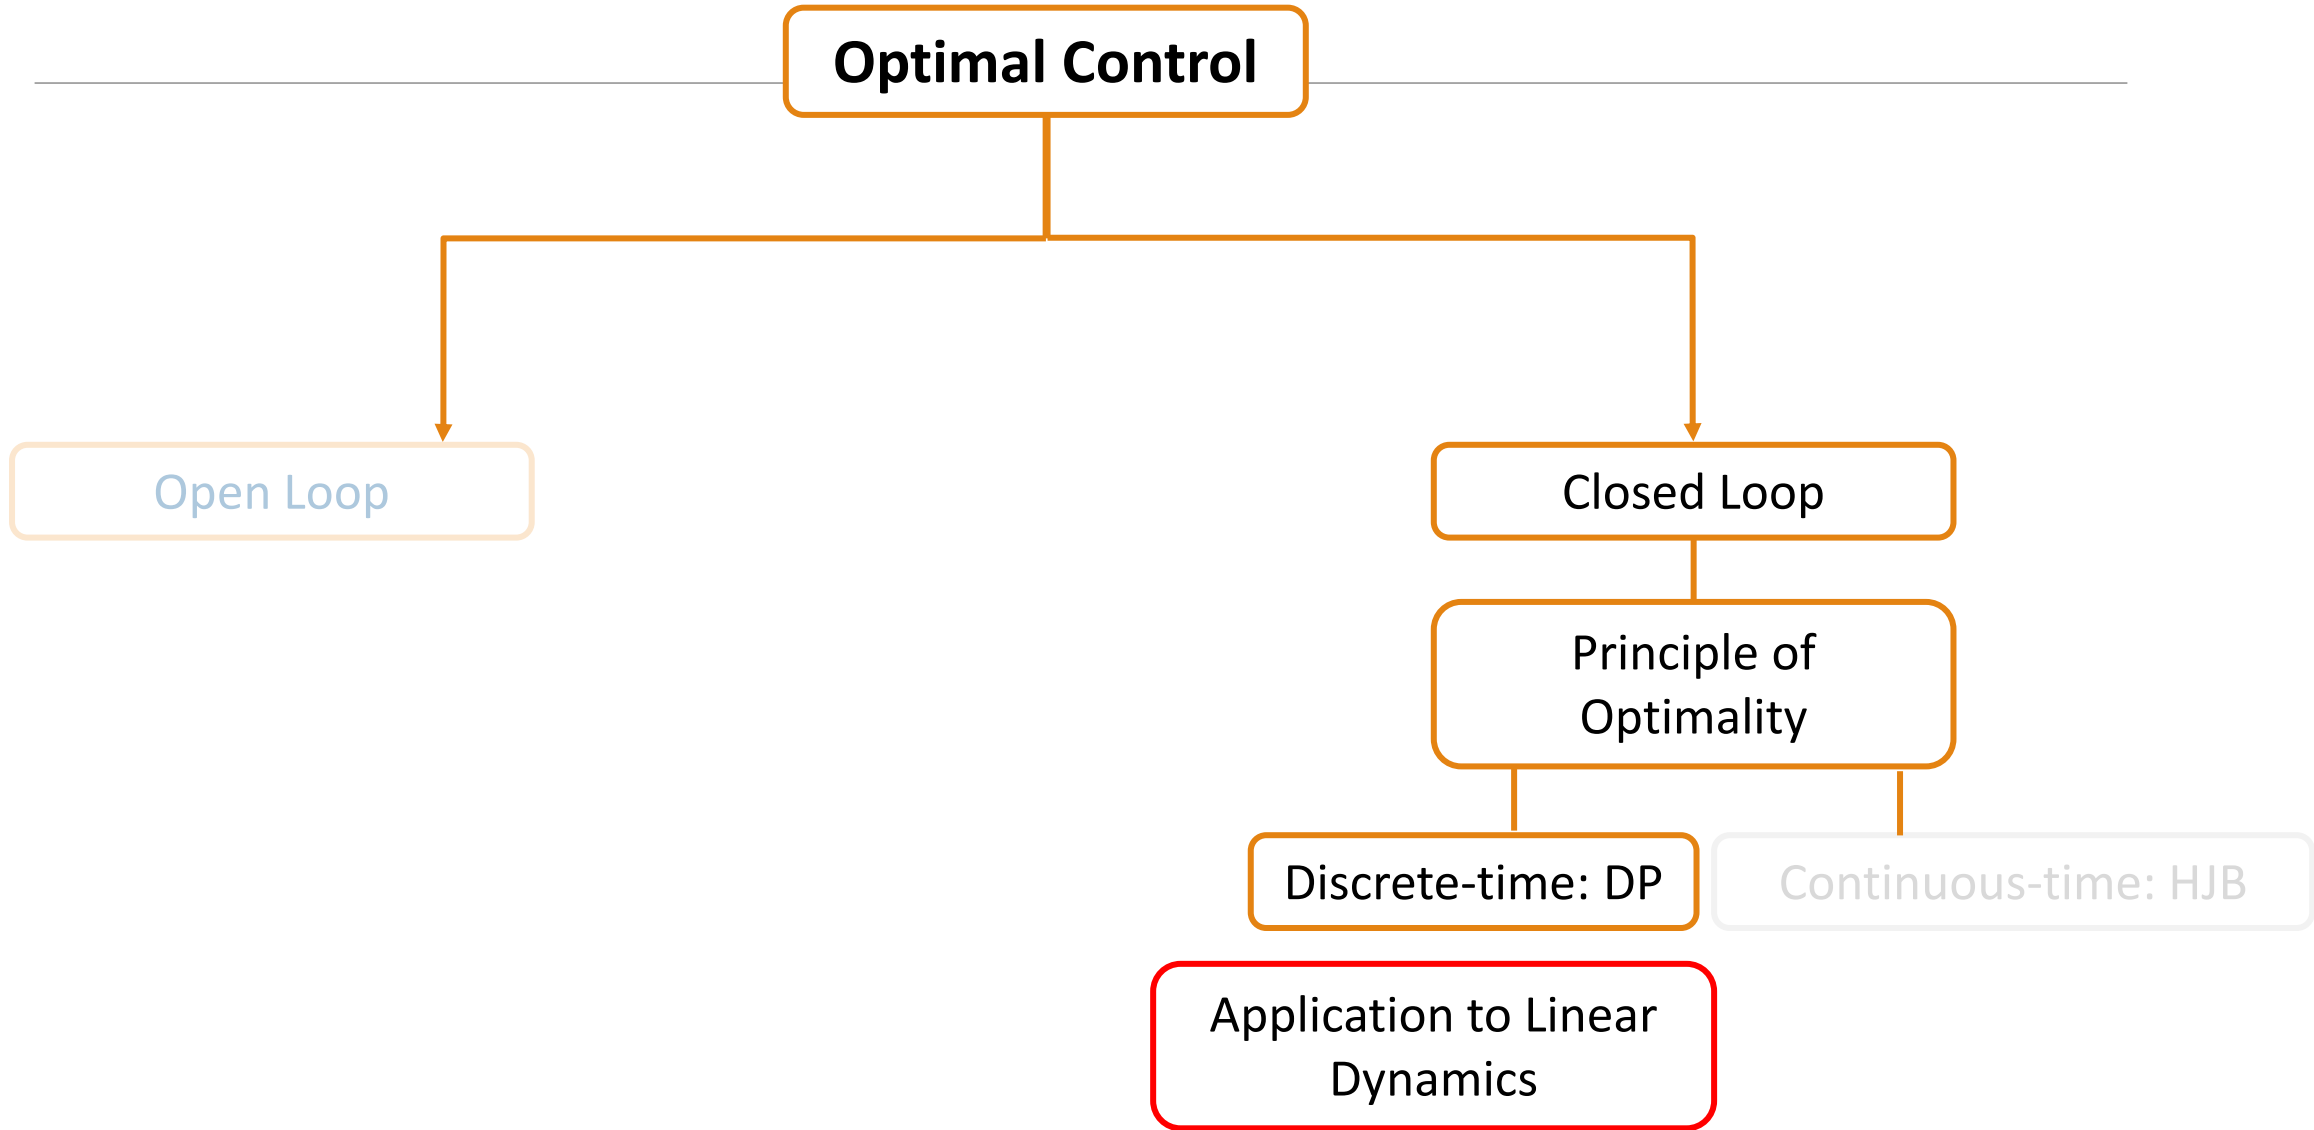 Optimal Control
Open Loop
Closed Loop
Principle of
Optimality
Discrete-time: DP
Continuous-time: HJB
Application to Linear
Dynamics